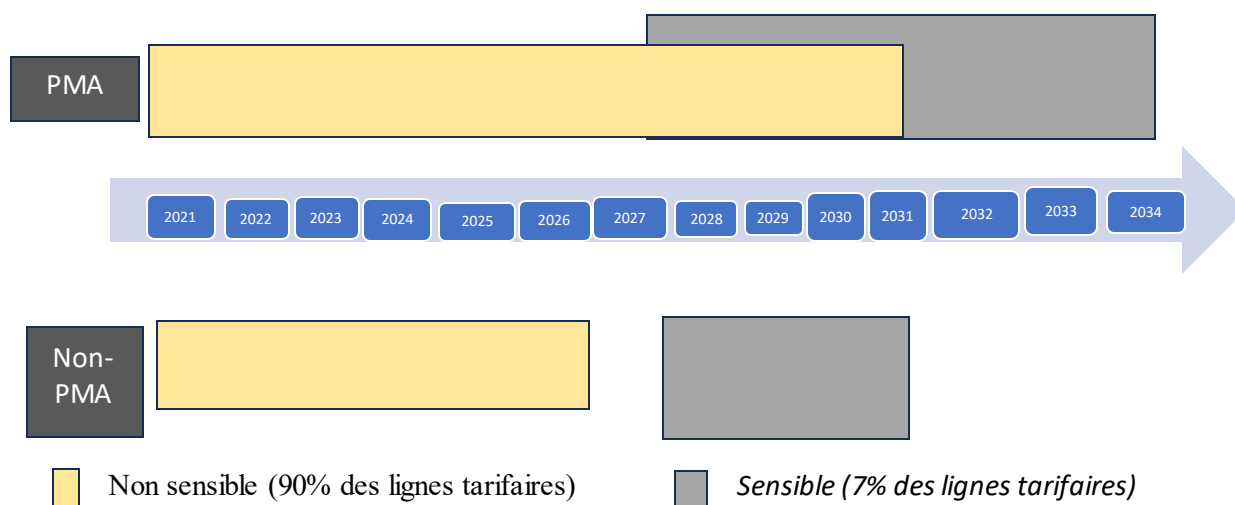 PMA
2021
2022
2023
2024
2025
2026
2027
2028
2029
2030
2031
2032
2033
2034
Non-
PMA
Non sensible (90% des lignes tarifaires)
Sensible (7% des lignes tarifaires)